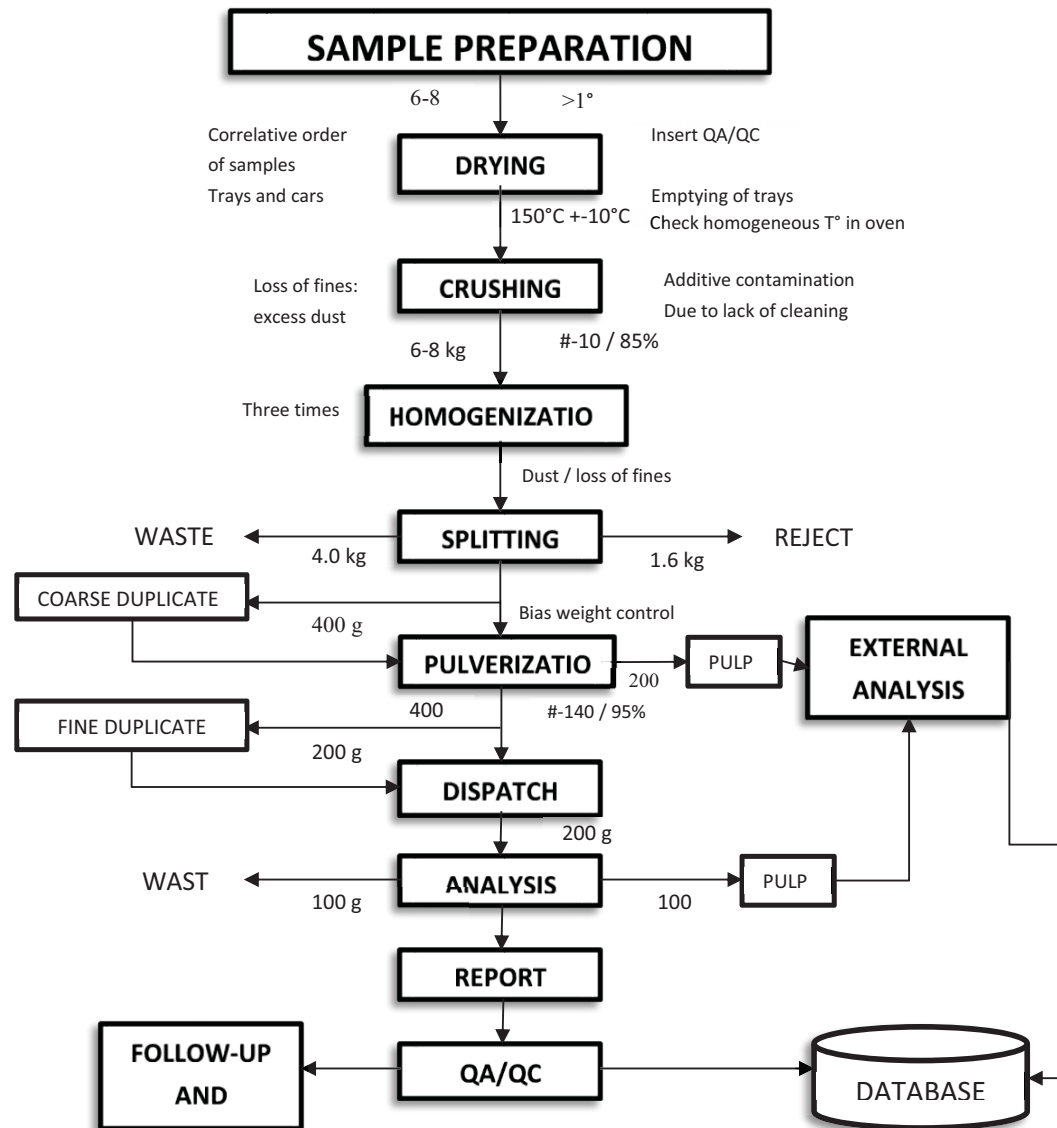 SAMPLE PREPARATION
6-8
>1°
Correlative order
of samples
Trays and cars
DRYING
Insert QA/QC
150°C +-10°C
Emptying of trays
Check homogeneous T° in oven
Loss of fines:
excess dust
CRUSHING
Additive contamination
Due to lack of cleaning
6-8 kg
#-10 / 85%
Three times
HOMOGENIZATIO
Dust / loss of fines
WASTE
4.0 kg
SPLITTING
1.6 kg
REJECT
COARSE DUPLICATE
400 g
Bias weight control
PULVERIZATIO
200
PULP
EXTERNAL
ANALYSIS
400
#-140 / 95%
FINE DUPLICATE
200 g
DISPATCH
200 g
WAST
100 g
ANALYSIS
100
PULP
REPORT
FOLLOW-UP
AND
QA/QC
DATABASE